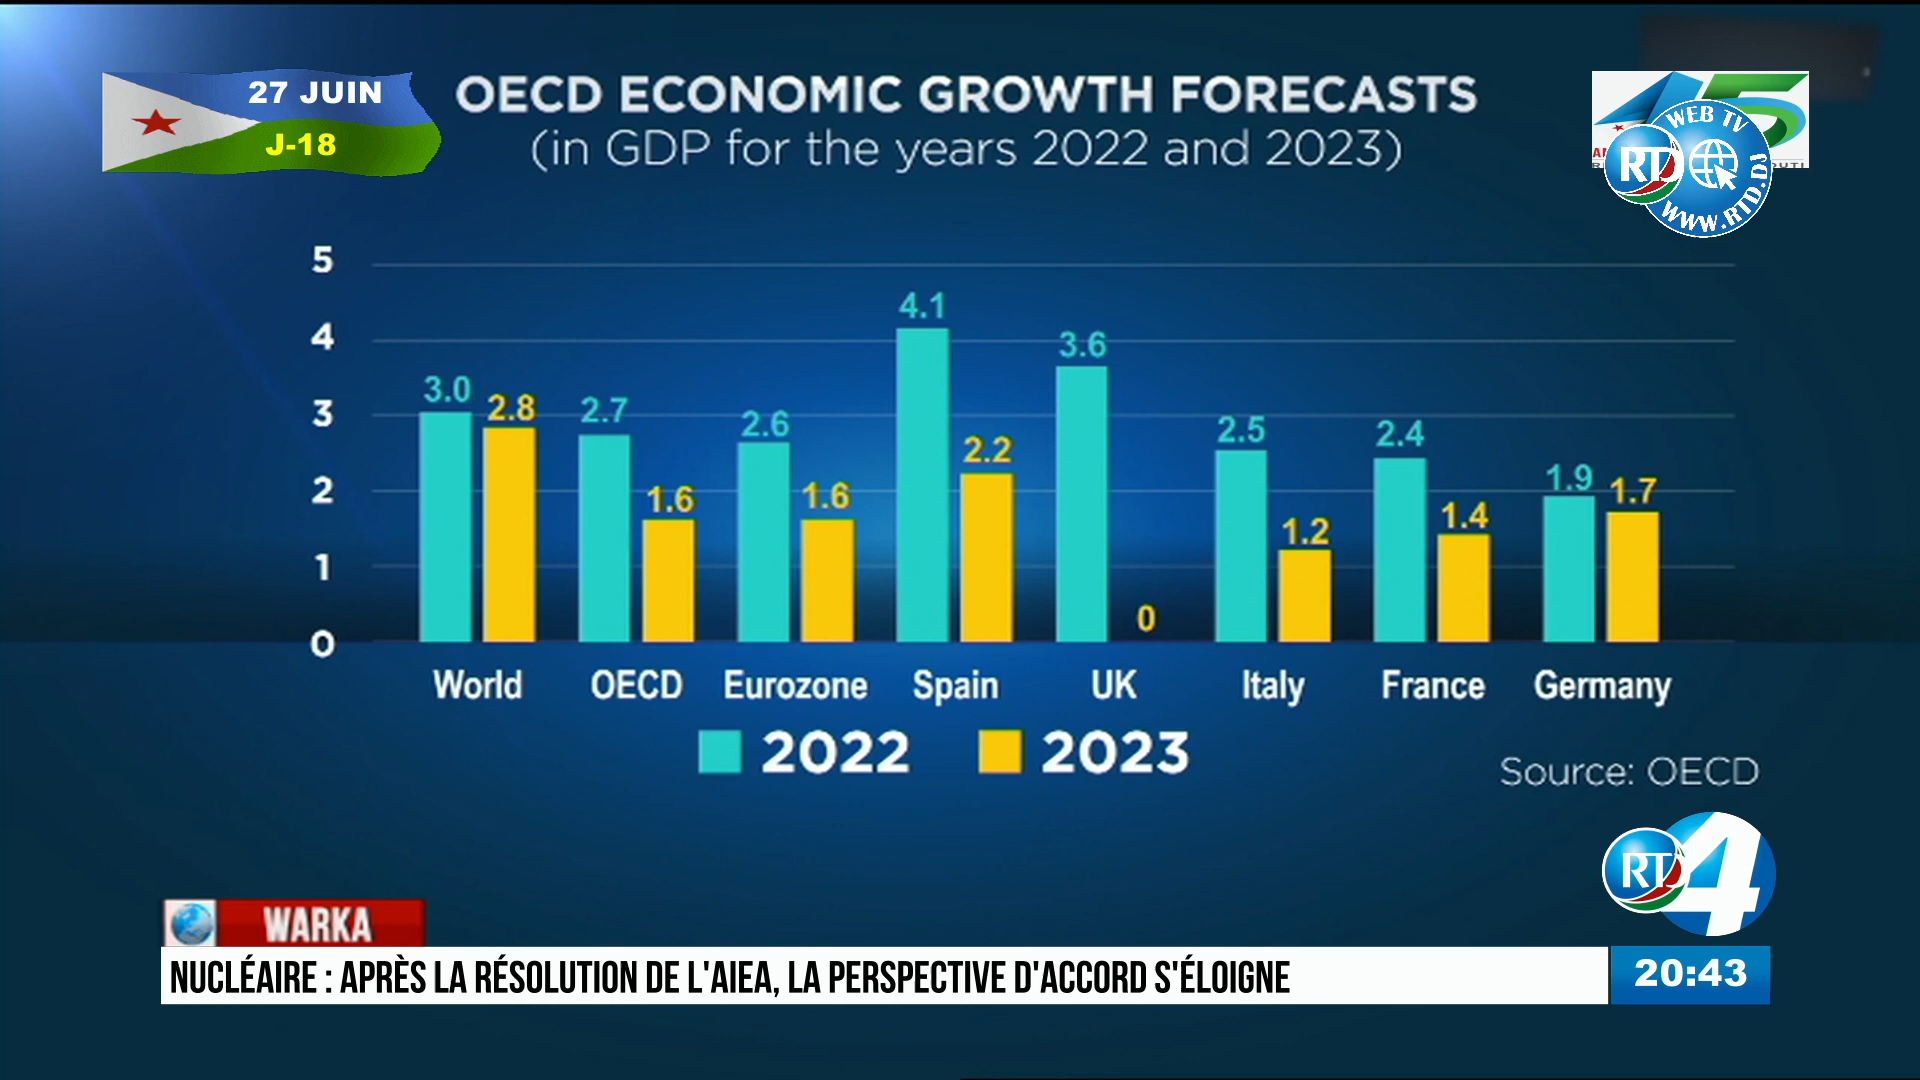 27 JUIN
J-18
OECD ECONOMIC GROWTH FORECASTS
(in GDP for the years 2022 and 2023)
WEB TV
RTD
WWW.RTD.DJ
5
4
3
2
1
0
3.0 2.8 2.7 1.6 2.6 1.6 4.1 2.2 3.6 0 2.5 1.2 2.4 1.4 1.9 1.7
World OECD Eurozone Spain UK Italy France Germany
2022 2023
Source: OECD
RTD 4
WARKA
NUCLÉAIRE : APRÈS LA RÉSOLUTION DE L'AIEA, LA PERSPECTIVE D'ACCORD S'ÉLOIGNE
20:43